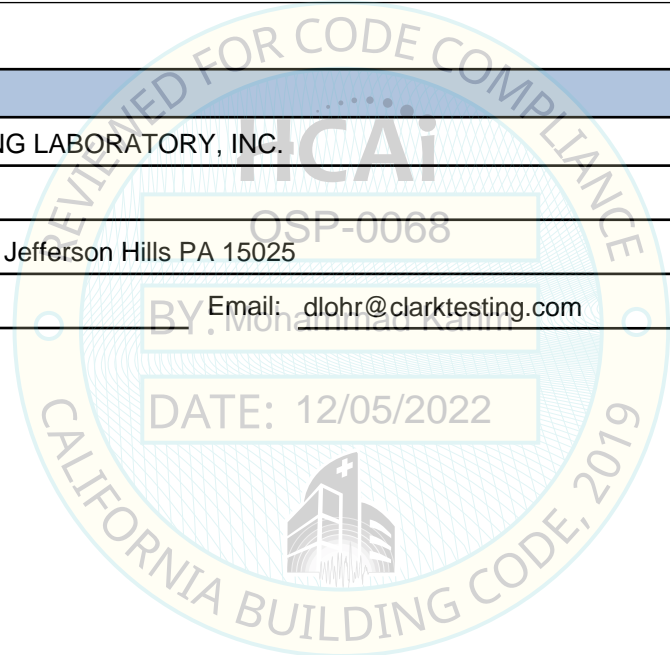 REVIEWED FOR CODE COMPLIANCE
HCAi
NG LABORATORY, INC.
OSP-0068
Jefferson Hills PA 15025
Email: dlohr@clarktesting.com
BY: Mohammad Karim
DATE: 12/05/2022
CALIFORNIA BUILDING CODE, 2019